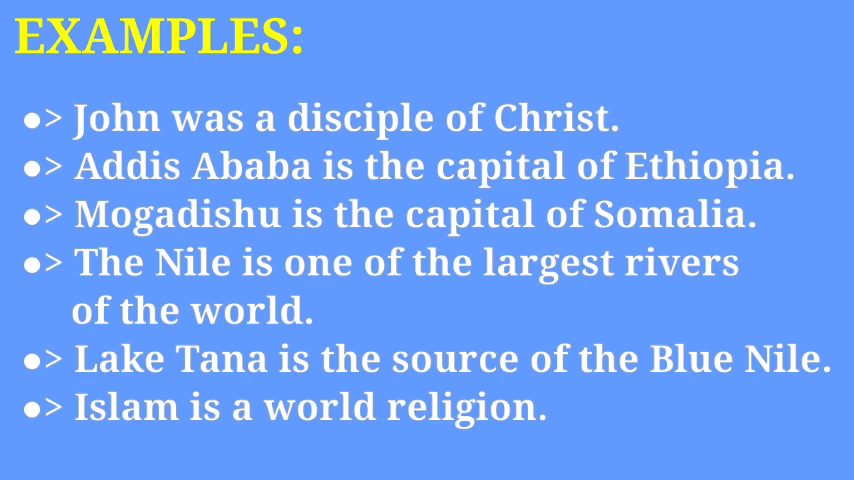 EXAMPLES:
●> John was a disciple of Christ.
●> Addis Ababa is the capital of Ethiopia.
●> Mogadishu is the capital of Somalia.
●> The Nile is one of the largest rivers
of the world.
●> Lake Tana is the source of the Blue Nile.
●> Islam is a world religion.